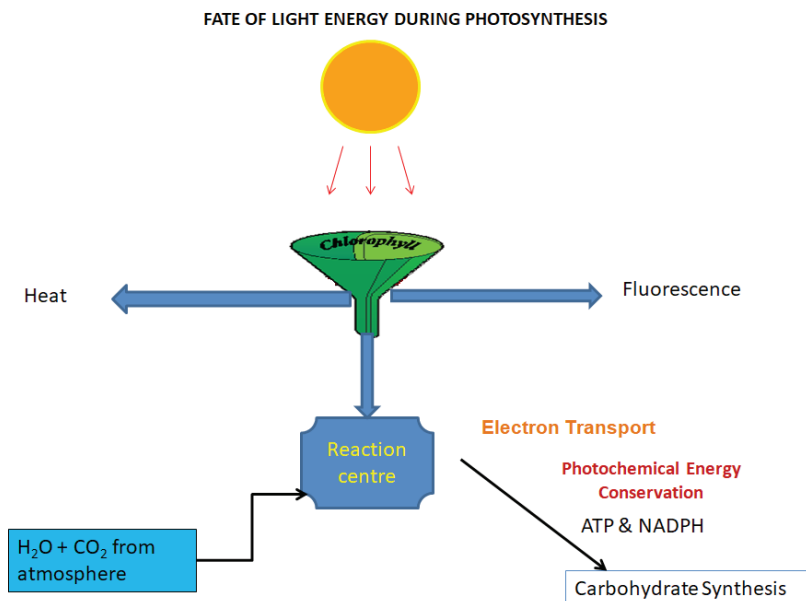 FATE OF LIGHT ENERGY DURING PHOTOSYNTHESIS
Chlorophyll
Heat
Fluorescence
Reaction
centre
Electron Transport
Photochemical Energy
Conservation
ATP & NADPH
H₂O + CO₂ from
atmosphere
Carbohydrate Synthesis